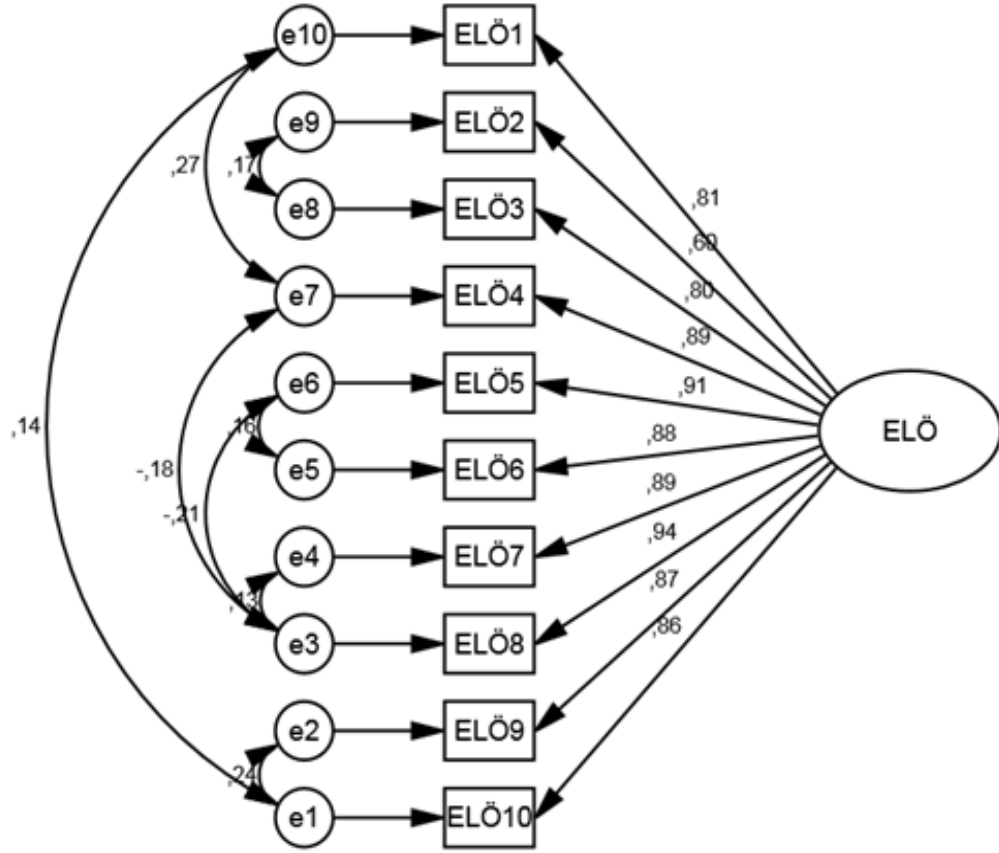 e10
ELÖ1
e9
ELÖ2
,27
,17
e8
ELÖ3
,81
e7
ELÖ4
,80
,89
e6
ELÖ5
,91
,14
,16
ELÖ
e5
ELÖ6
,88
-,18
,89
-,21
e4
ELÖ7
,94
,13
,87
e3
ELÖ8
,86
e2
ELÖ9
,24
e1
ELÖ10